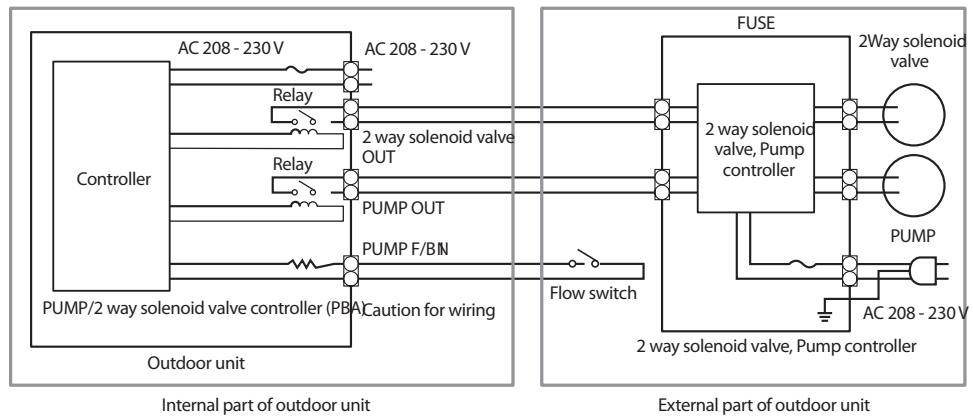 FUSE
AC 208 - 230 V
AC 208 - 230 V
2Way solenoid
valve
Relay
2 way solenoid valve
OUT
2 way solenoid
valve, Pump
controller
Controller
Relay
PUMP OUT
PUMP
PUMP F/B IN
Flow switch
PUMP/2 way solenoid valve controller (PBA)
Caution for wiring
AC 208 - 230 V
2 way solenoid valve, Pump controller
Outdoor unit
Internal part of outdoor unit
External part of outdoor unit